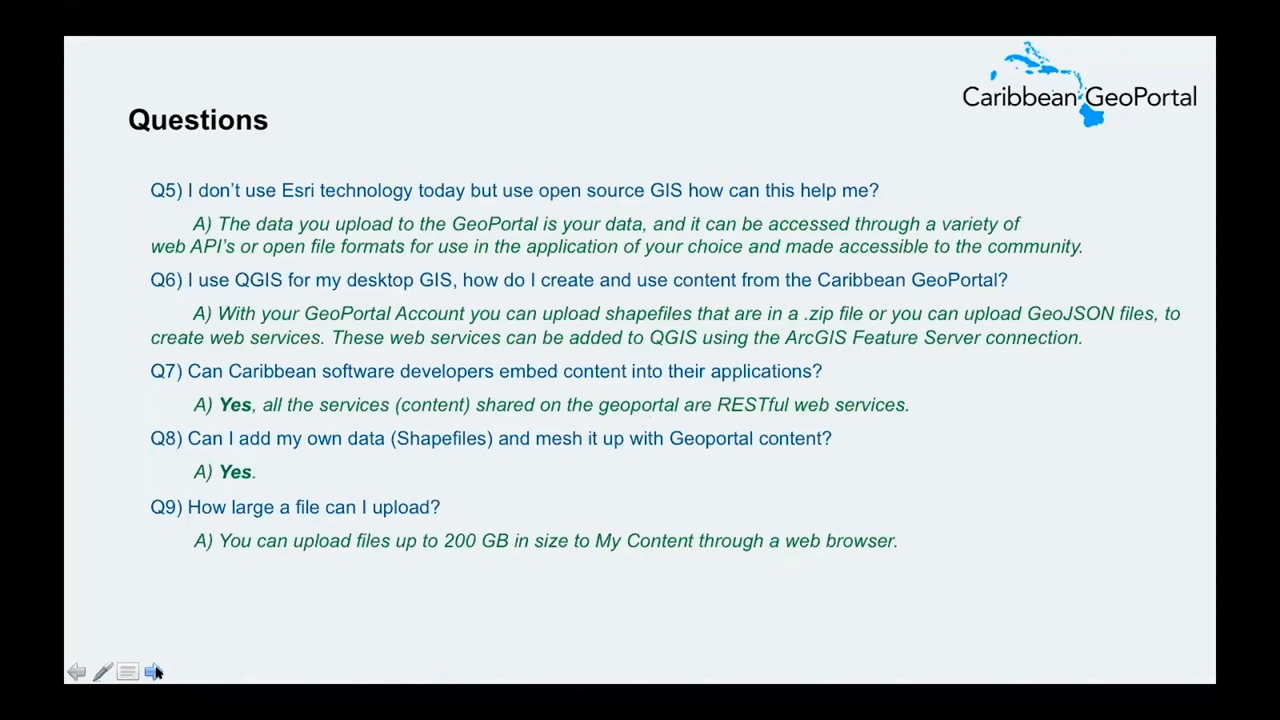 Caribbean GeoPortal
Questions
Q5) I don’t use Esri technology today but use open source GIS how can this help me?
A) The data you upload to the GeoPortal is your data, and it can be accessed through a variety of
web API’s or open file formats for use in the application of your choice and made accessible to the community.
Q6) I use QGIS for my desktop GIS, how do I create and use content from the Caribbean GeoPortal?
A) With your GeoPortal Account you can upload shapefiles that are in a .zip file or you can upload GeoJSON files, to
create web services. These web services can be added to QGIS using the ArcGIS Feature Server connection.
Q7) Can Caribbean software developers embed content into their applications?
A) Yes, all the services (content) shared on the geoportal are RESTful web services.
Q8) Can I add my own data (Shapefiles) and mesh it up with Geoportal content?
A) Yes.
Q9) How large a file can I upload?
A) You can upload files up to 200 GB in size to My Content through a web browser.